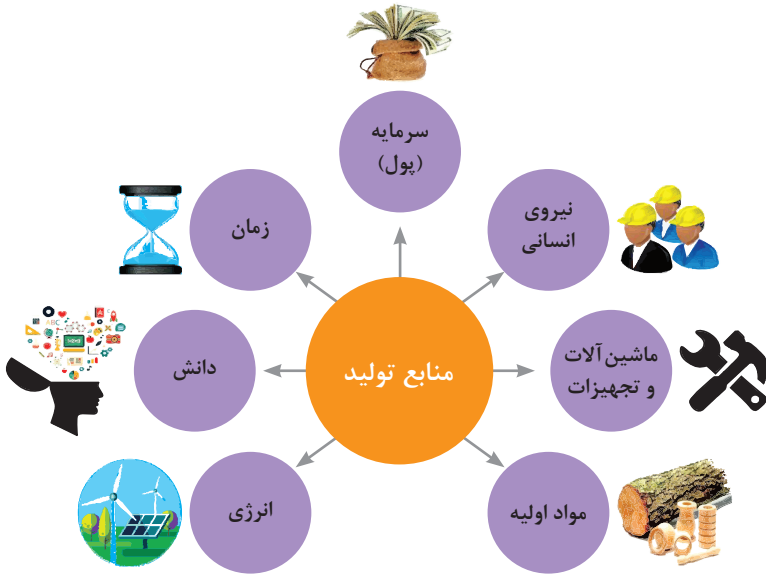 سرمایه
(پول)
نیروی
انسانی
زمان
منابع تولید
ماشین‌آلات
و تجهیزات
دانش
مواد اولیه
انرژی